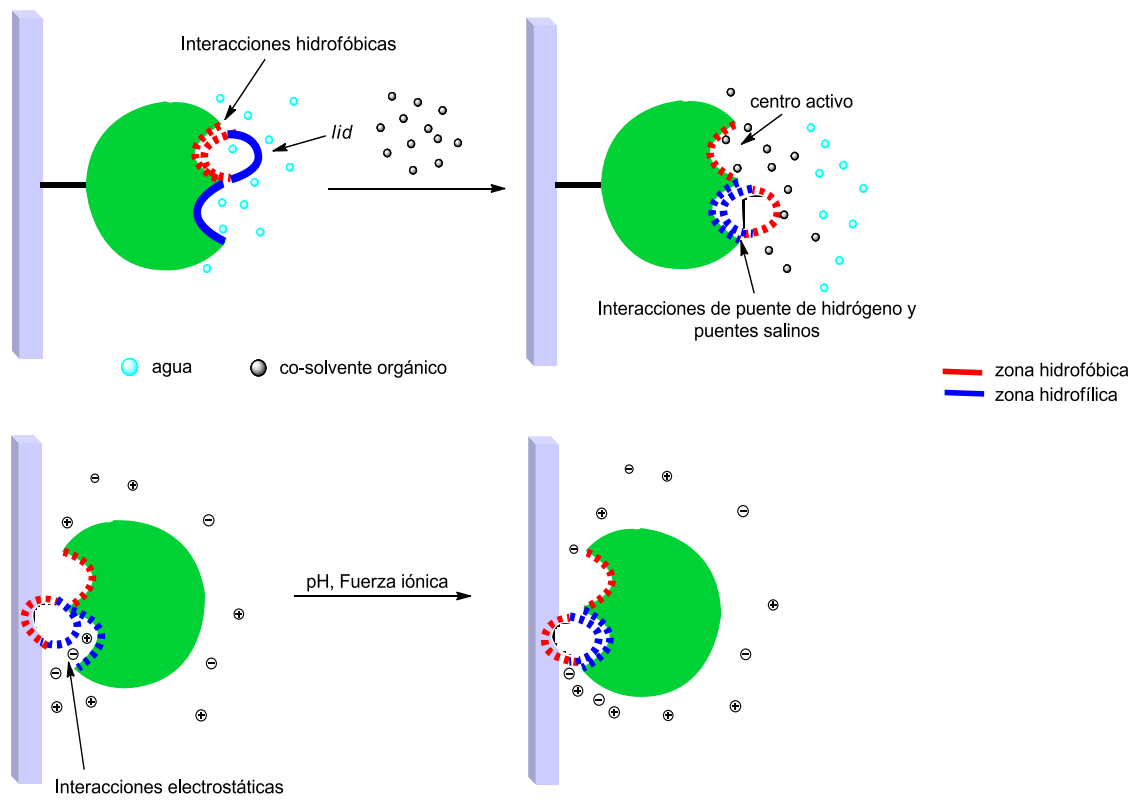 Interacciones hidrofóbicas
lid
centro activo
Interacciones de puente de hidrógeno y
puentes salinos
agua
co-solvente orgánico
zona hidrofóbica
zona hidrofílica
pH, Fuerza iónica
Interacciones electrostáticas